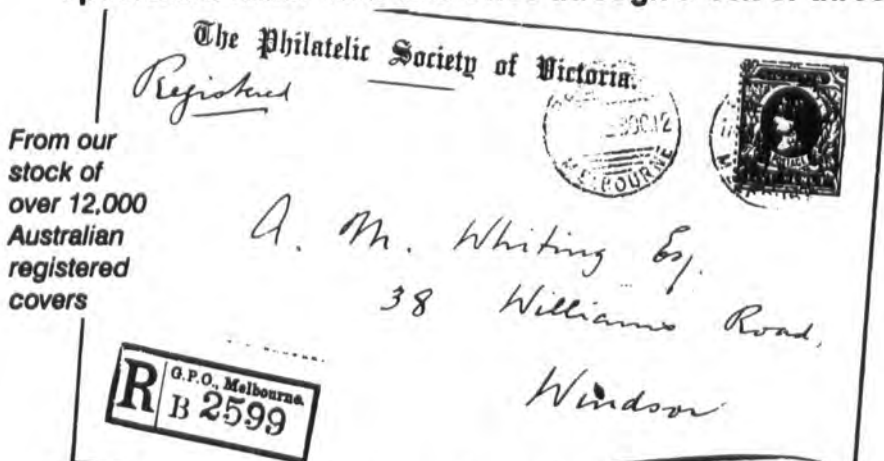 The Philatelic Society of Victoria.
Registered
From our
stock of
over 12,000
Australian
registered
covers
MELBOURNE
A. M. Whiting Esq.
38 Williams Road,
Windsor
R G.P.O., Melbourne.
B 2599